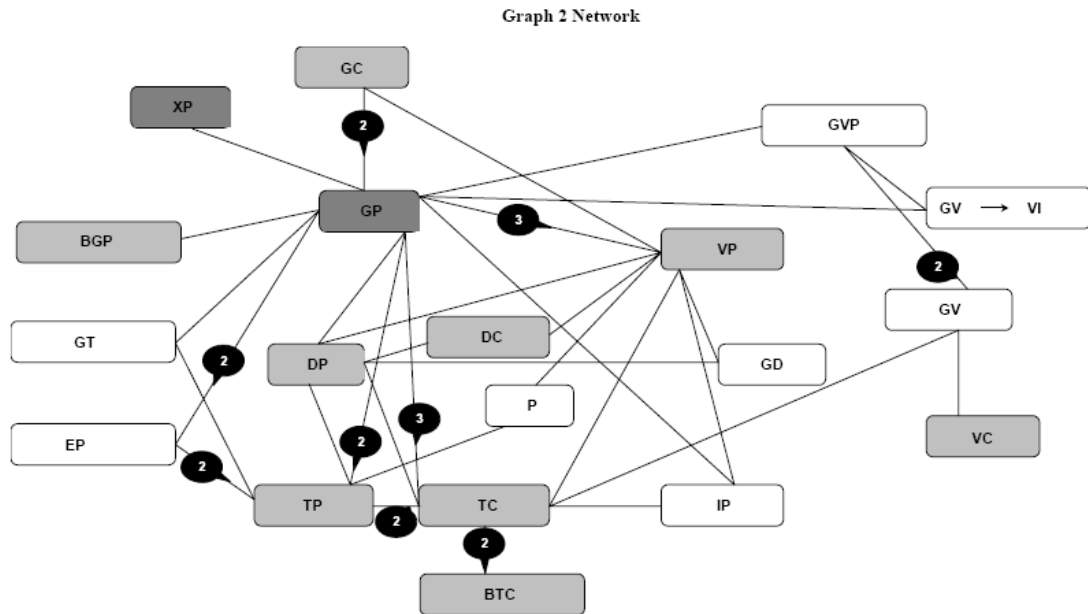 Graph 2 Network
GC
XP
2
GVP
GP
GV → VI
3
BGP
VP
2
GV
GT
DC
2
DP
GD
P
3
EP
2
VC
2
TP
TC
IP
2
2
BTC